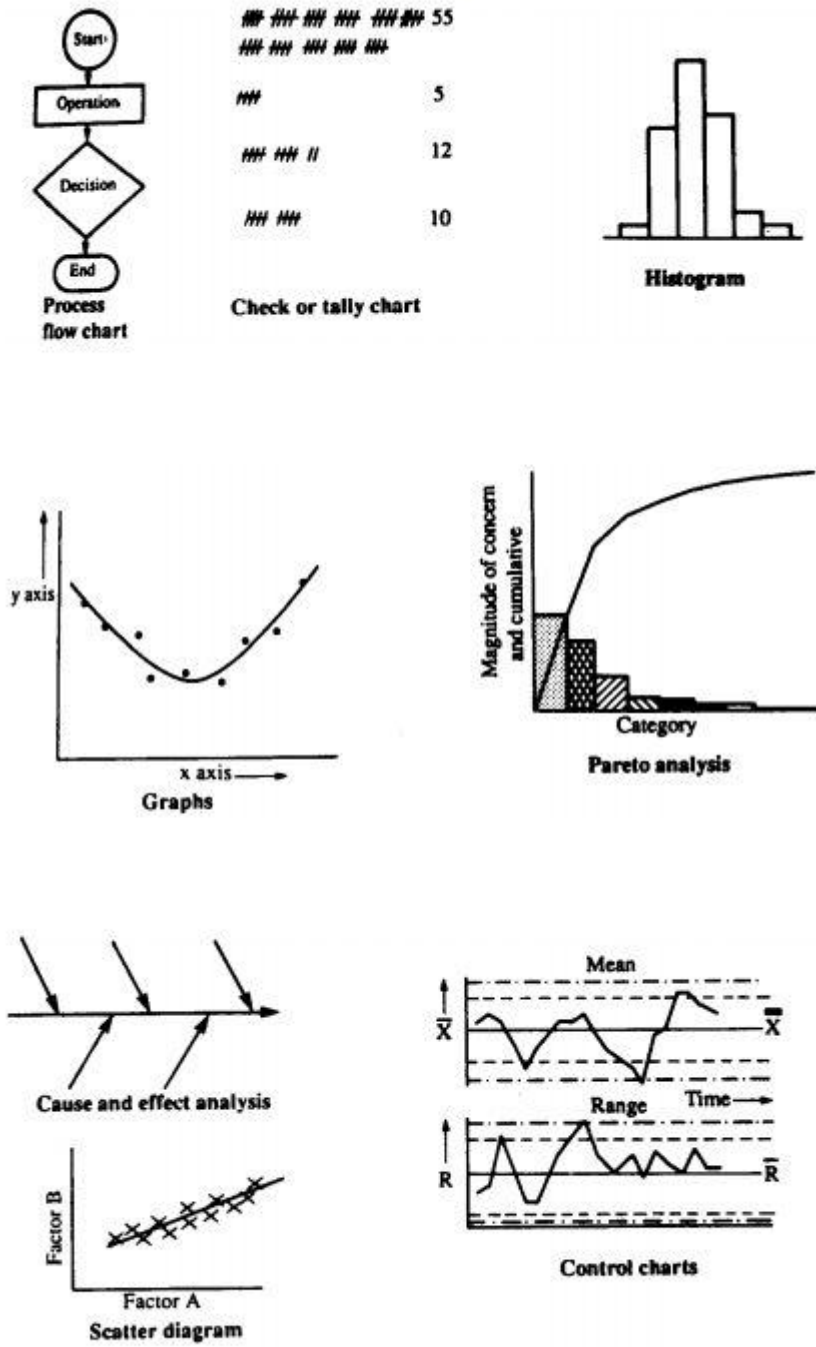 Start
Operation
Decision
End
Process
flow chart
55
5
12
10
Check or tally chart
Histogram
y axis
x axis
Graphs
Magnitude of concern
and cumulative
Category
Pareto analysis
Cause and effect analysis
Factor B
Factor A
Scatter diagram
Mean
X̅
X̿
Time
Range
R
R̅
Control charts